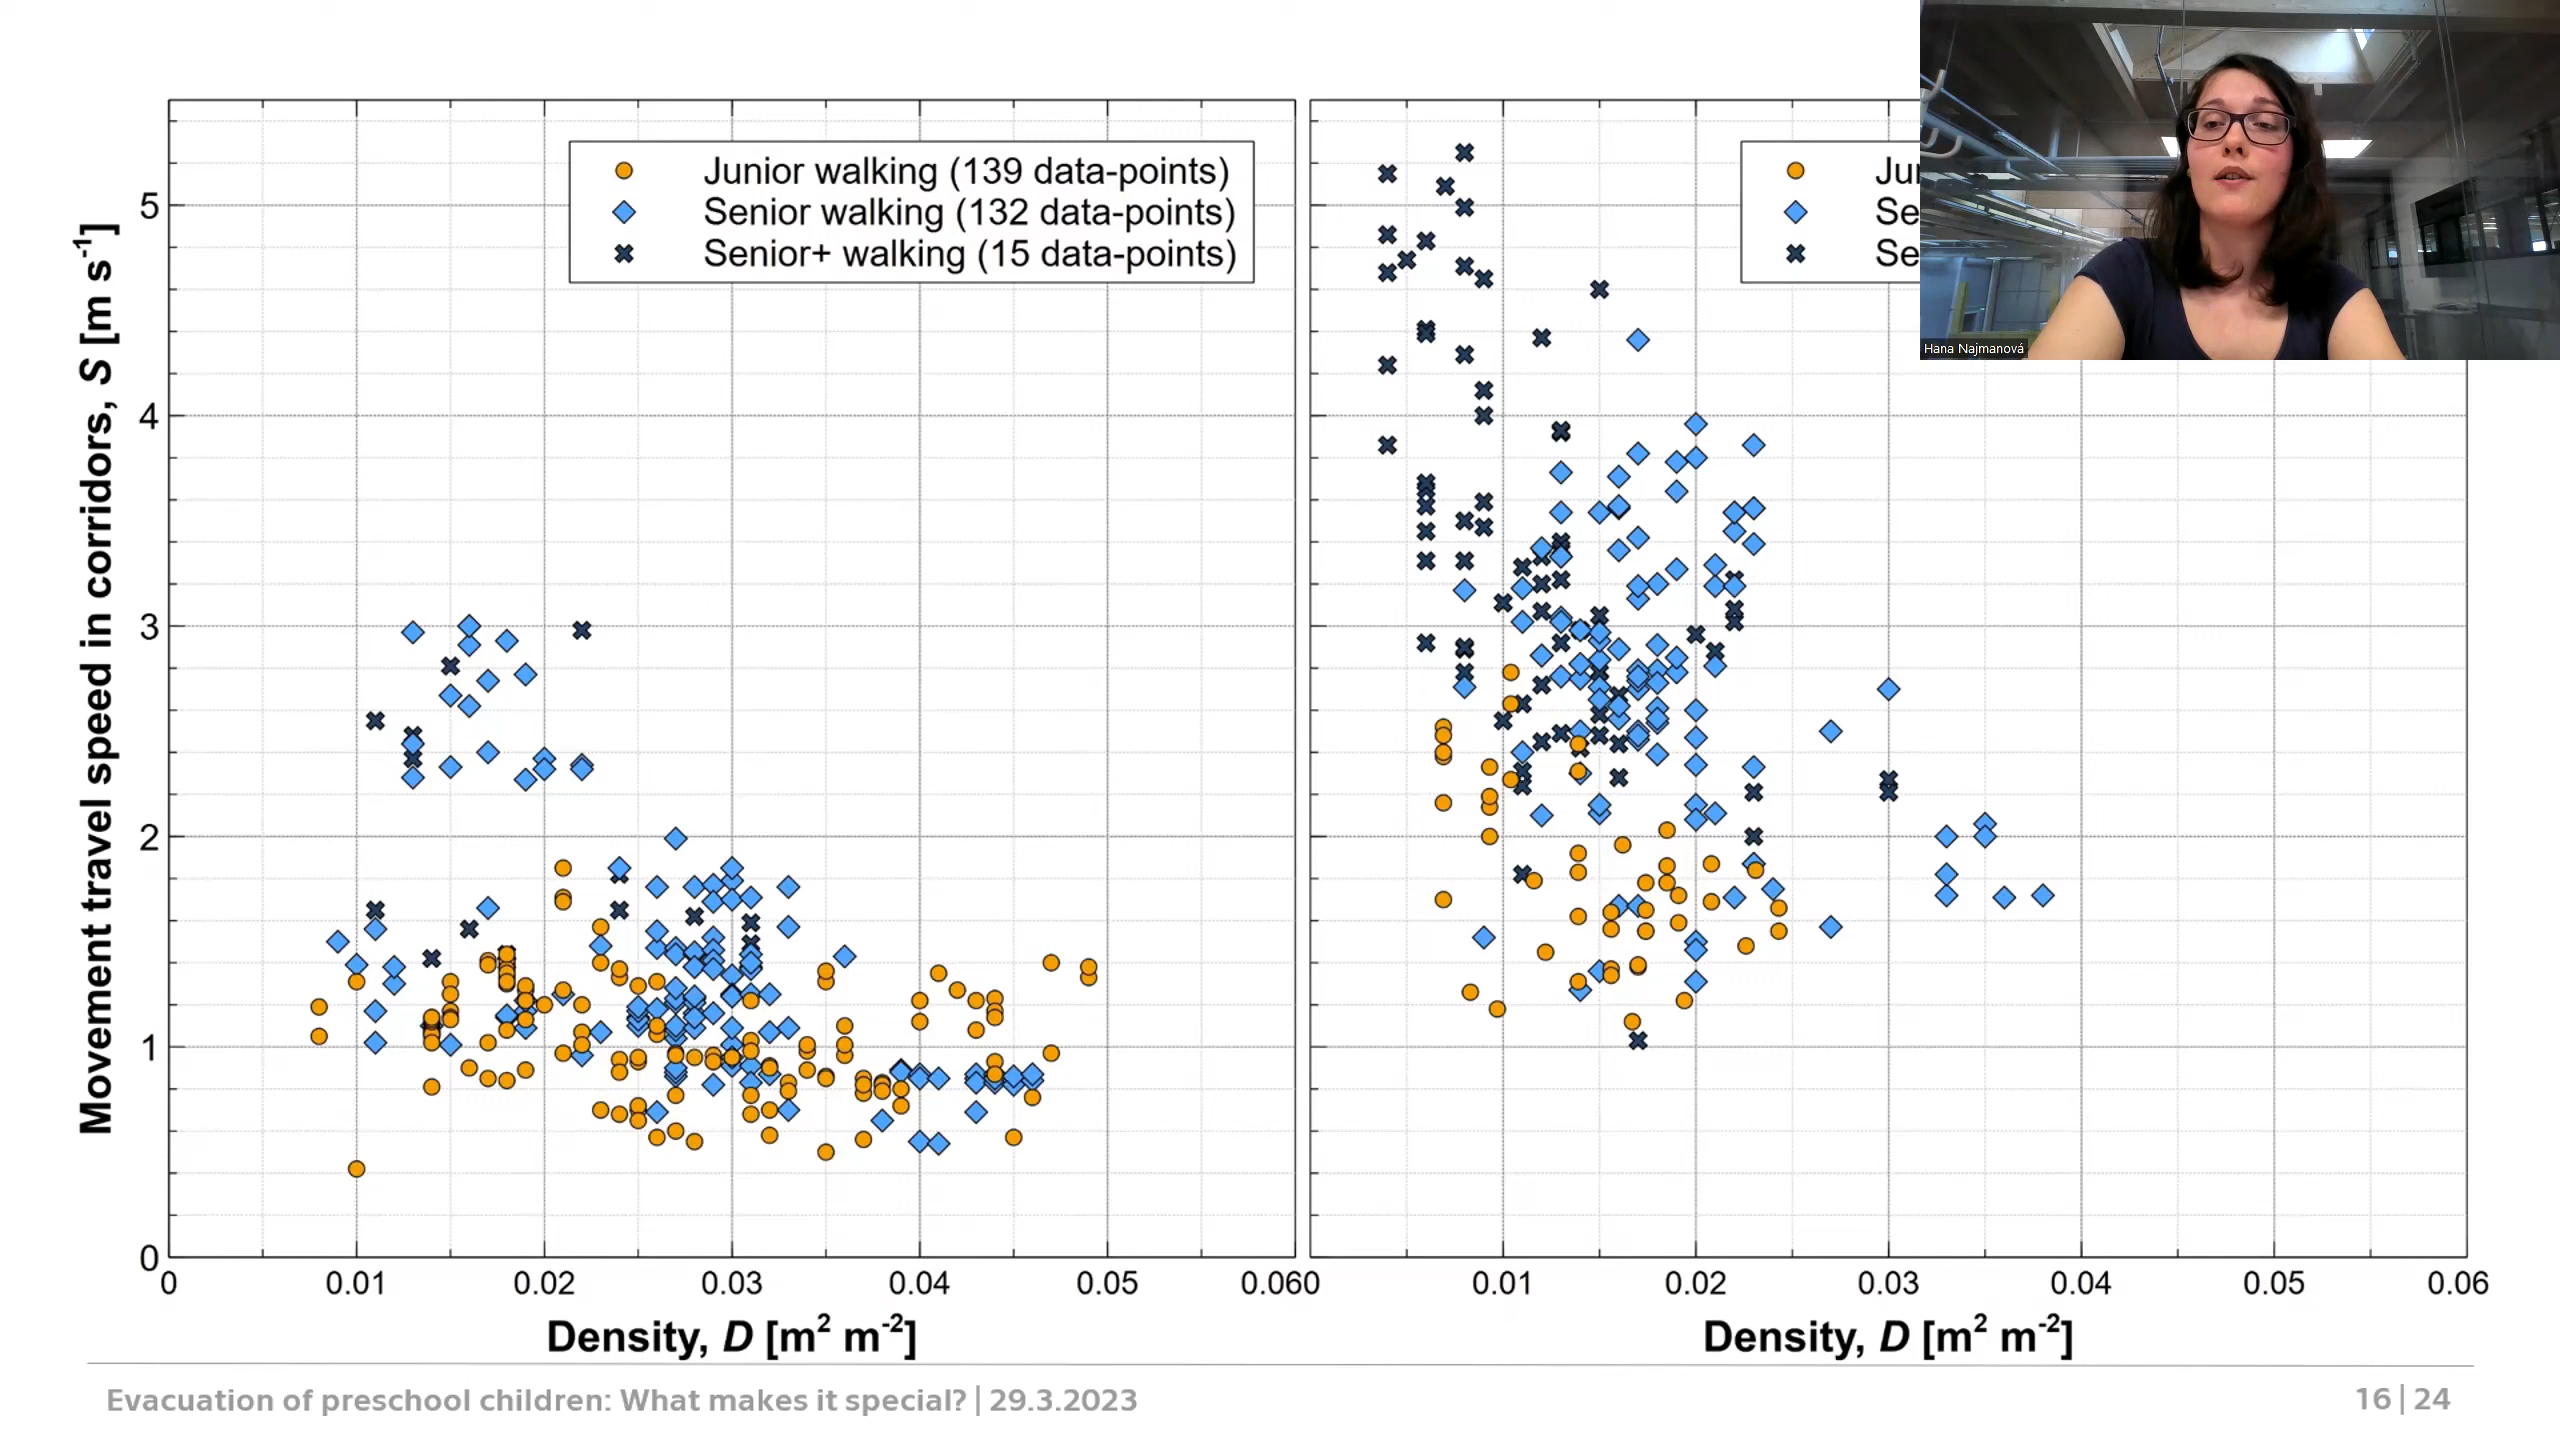 Movement travel speed in corridors, S [m s⁻¹]
5
4
3
2
1
0
Junior walking (139 data-points)
Senior walking (132 data-points)
Senior+ walking (15 data-points)
0 0.01 0.02 0.03 0.04 0.05 0.06
Density, D [m² m⁻²]
Ju
Se
Se
Hana Najmanová
0 0.01 0.02 0.03 0.04 0.05 0.06
Density, D [m² m⁻²]
Evacuation of preschool children: What makes it special? | 29.3.2023
16 | 24